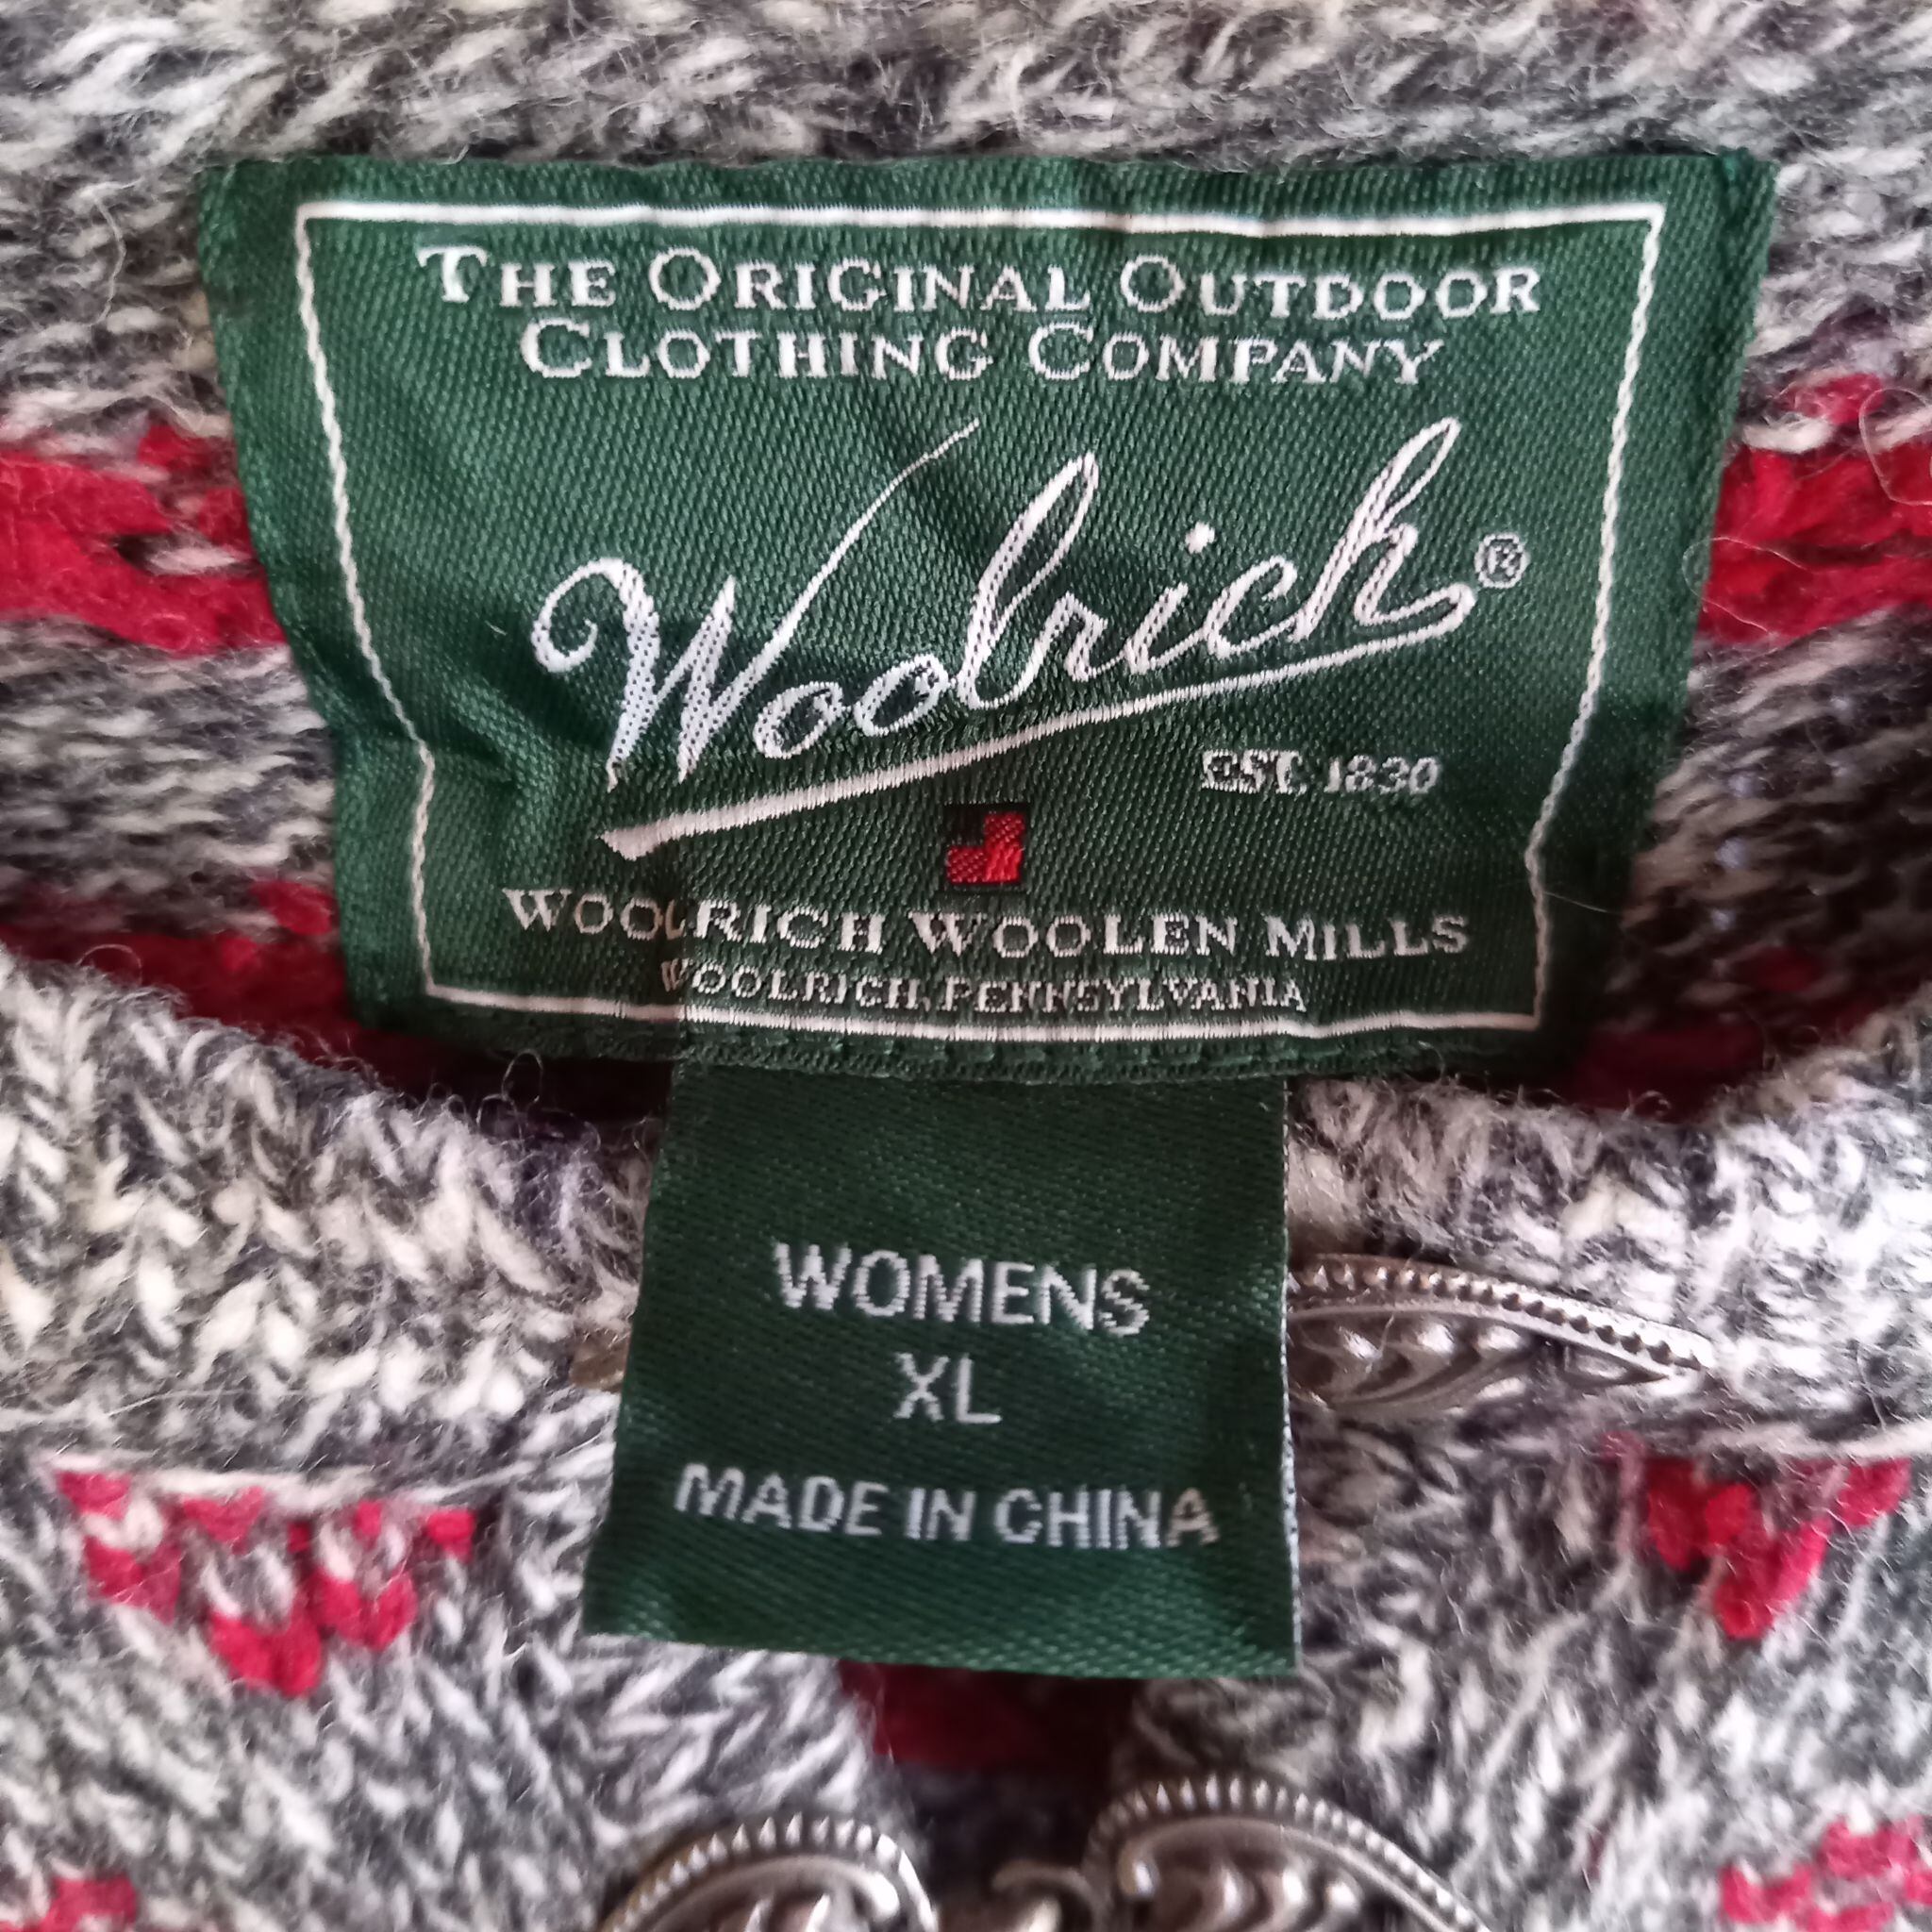 THE ORIGINAL OUTDOOR
CLOTHING COMPANY
Woolrich®
EST. 1830
WOOLRICH WOOLEN MILLS
WOOLRICH, PENNSYLVANIA
WOMENS
XL
MADE IN CHINA